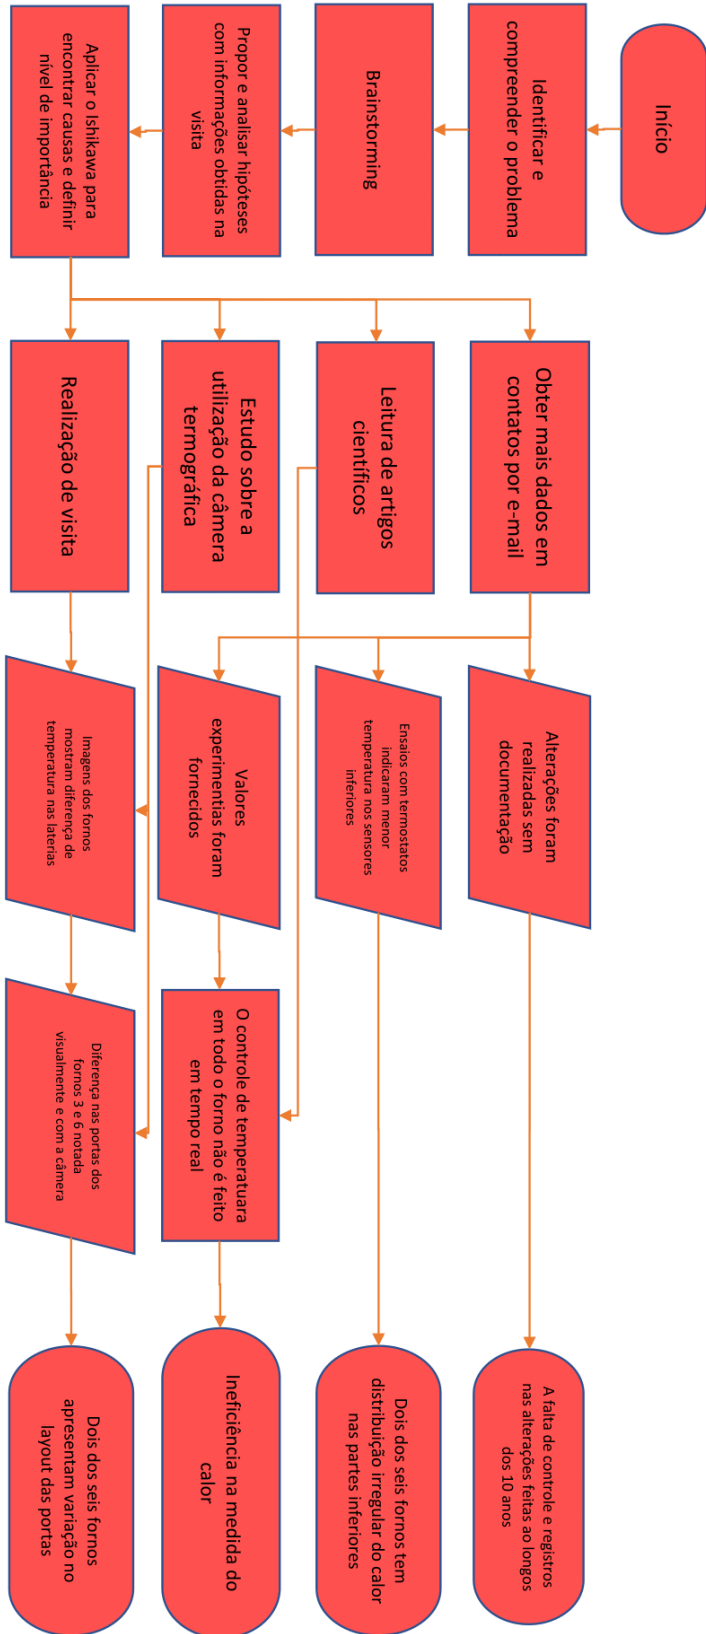 Início
Identificar e
compreender o problema
Brainstorming
Propor e analisar hipóteses
com informações obtidas na
visita
Aplicar o Ishikawa para
encontrar causas e definir
nível de importância
Obter mais dados em
contatos por e-mail
Leitura de artigos
científicos
Estudo sobre a
utilização da câmera
termográfica
Realização de visita
Alterações foram
realizadas sem
documentação
Ensaios com termostatos
indicaram menor
temperatura nos sensores
inferiores
Valores
experimentias foram
fornecidos
Imagens dos fornos
mostram diferença de
temperatura nas laterias
O controle de temperatuara
em todo o forno não é feito
em tempo real
Diferença nas portas dos
fornos 3 e 6 notada
visualmente e com a câmera
A falta de controle e registros
nas alterações feitas ao longos
dos 10 anos
Dois dos seis fornos tem
distribuição irregular do calor
nas partes inferiores
Ineficiência na medida do
calor
Dois dos seis fornos
apresentam variação no
layout das portas